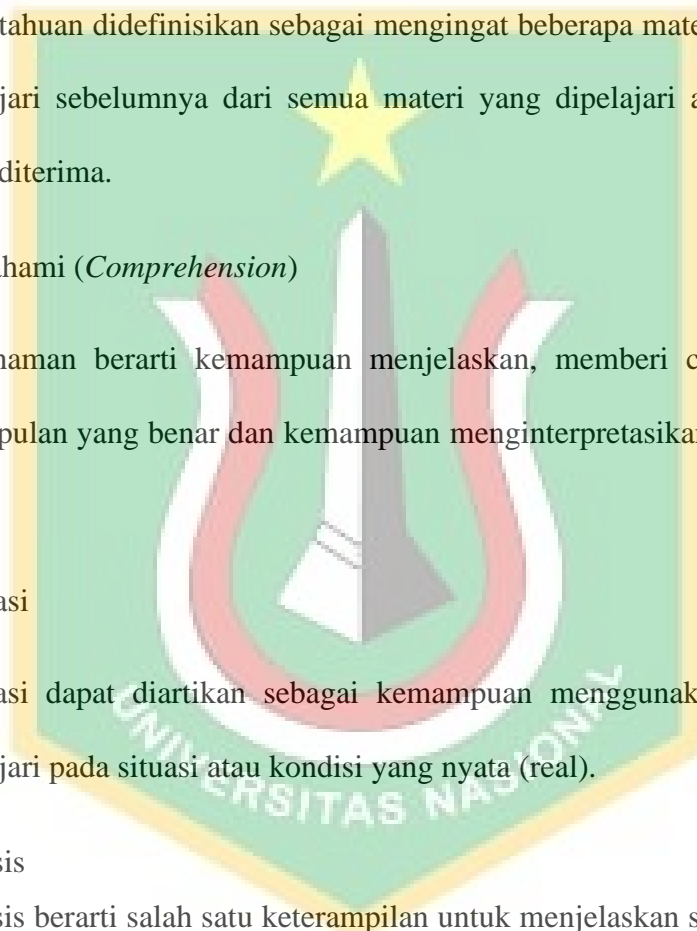 tahuan didefinisikan sebagai mengingat beberapa mate
jari sebelumnya dari semua materi yang dipelajari a
diterima.
ahami (Comprehension)
naman berarti kemampuan menjelaskan, memberi c
pulan yang benar dan kemampuan menginterpretasikan
asi
asi dapat diartikan sebagai kemampuan menggunak
jari pada situasi atau kondisi yang nyata (real).
UNIVERSITAS NASIONAL
sis
sis berarti salah satu keterampilan untuk menjelaskan s